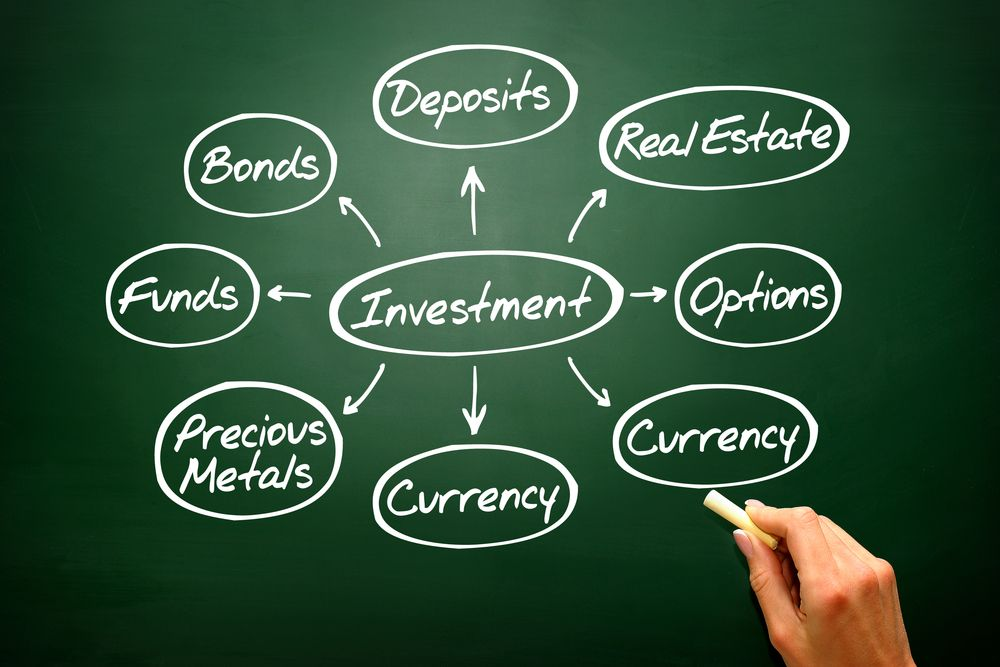 Deposits
Real Estate
Bonds
Funds
Investment
Options
Precious
Metals
Currency
Currency